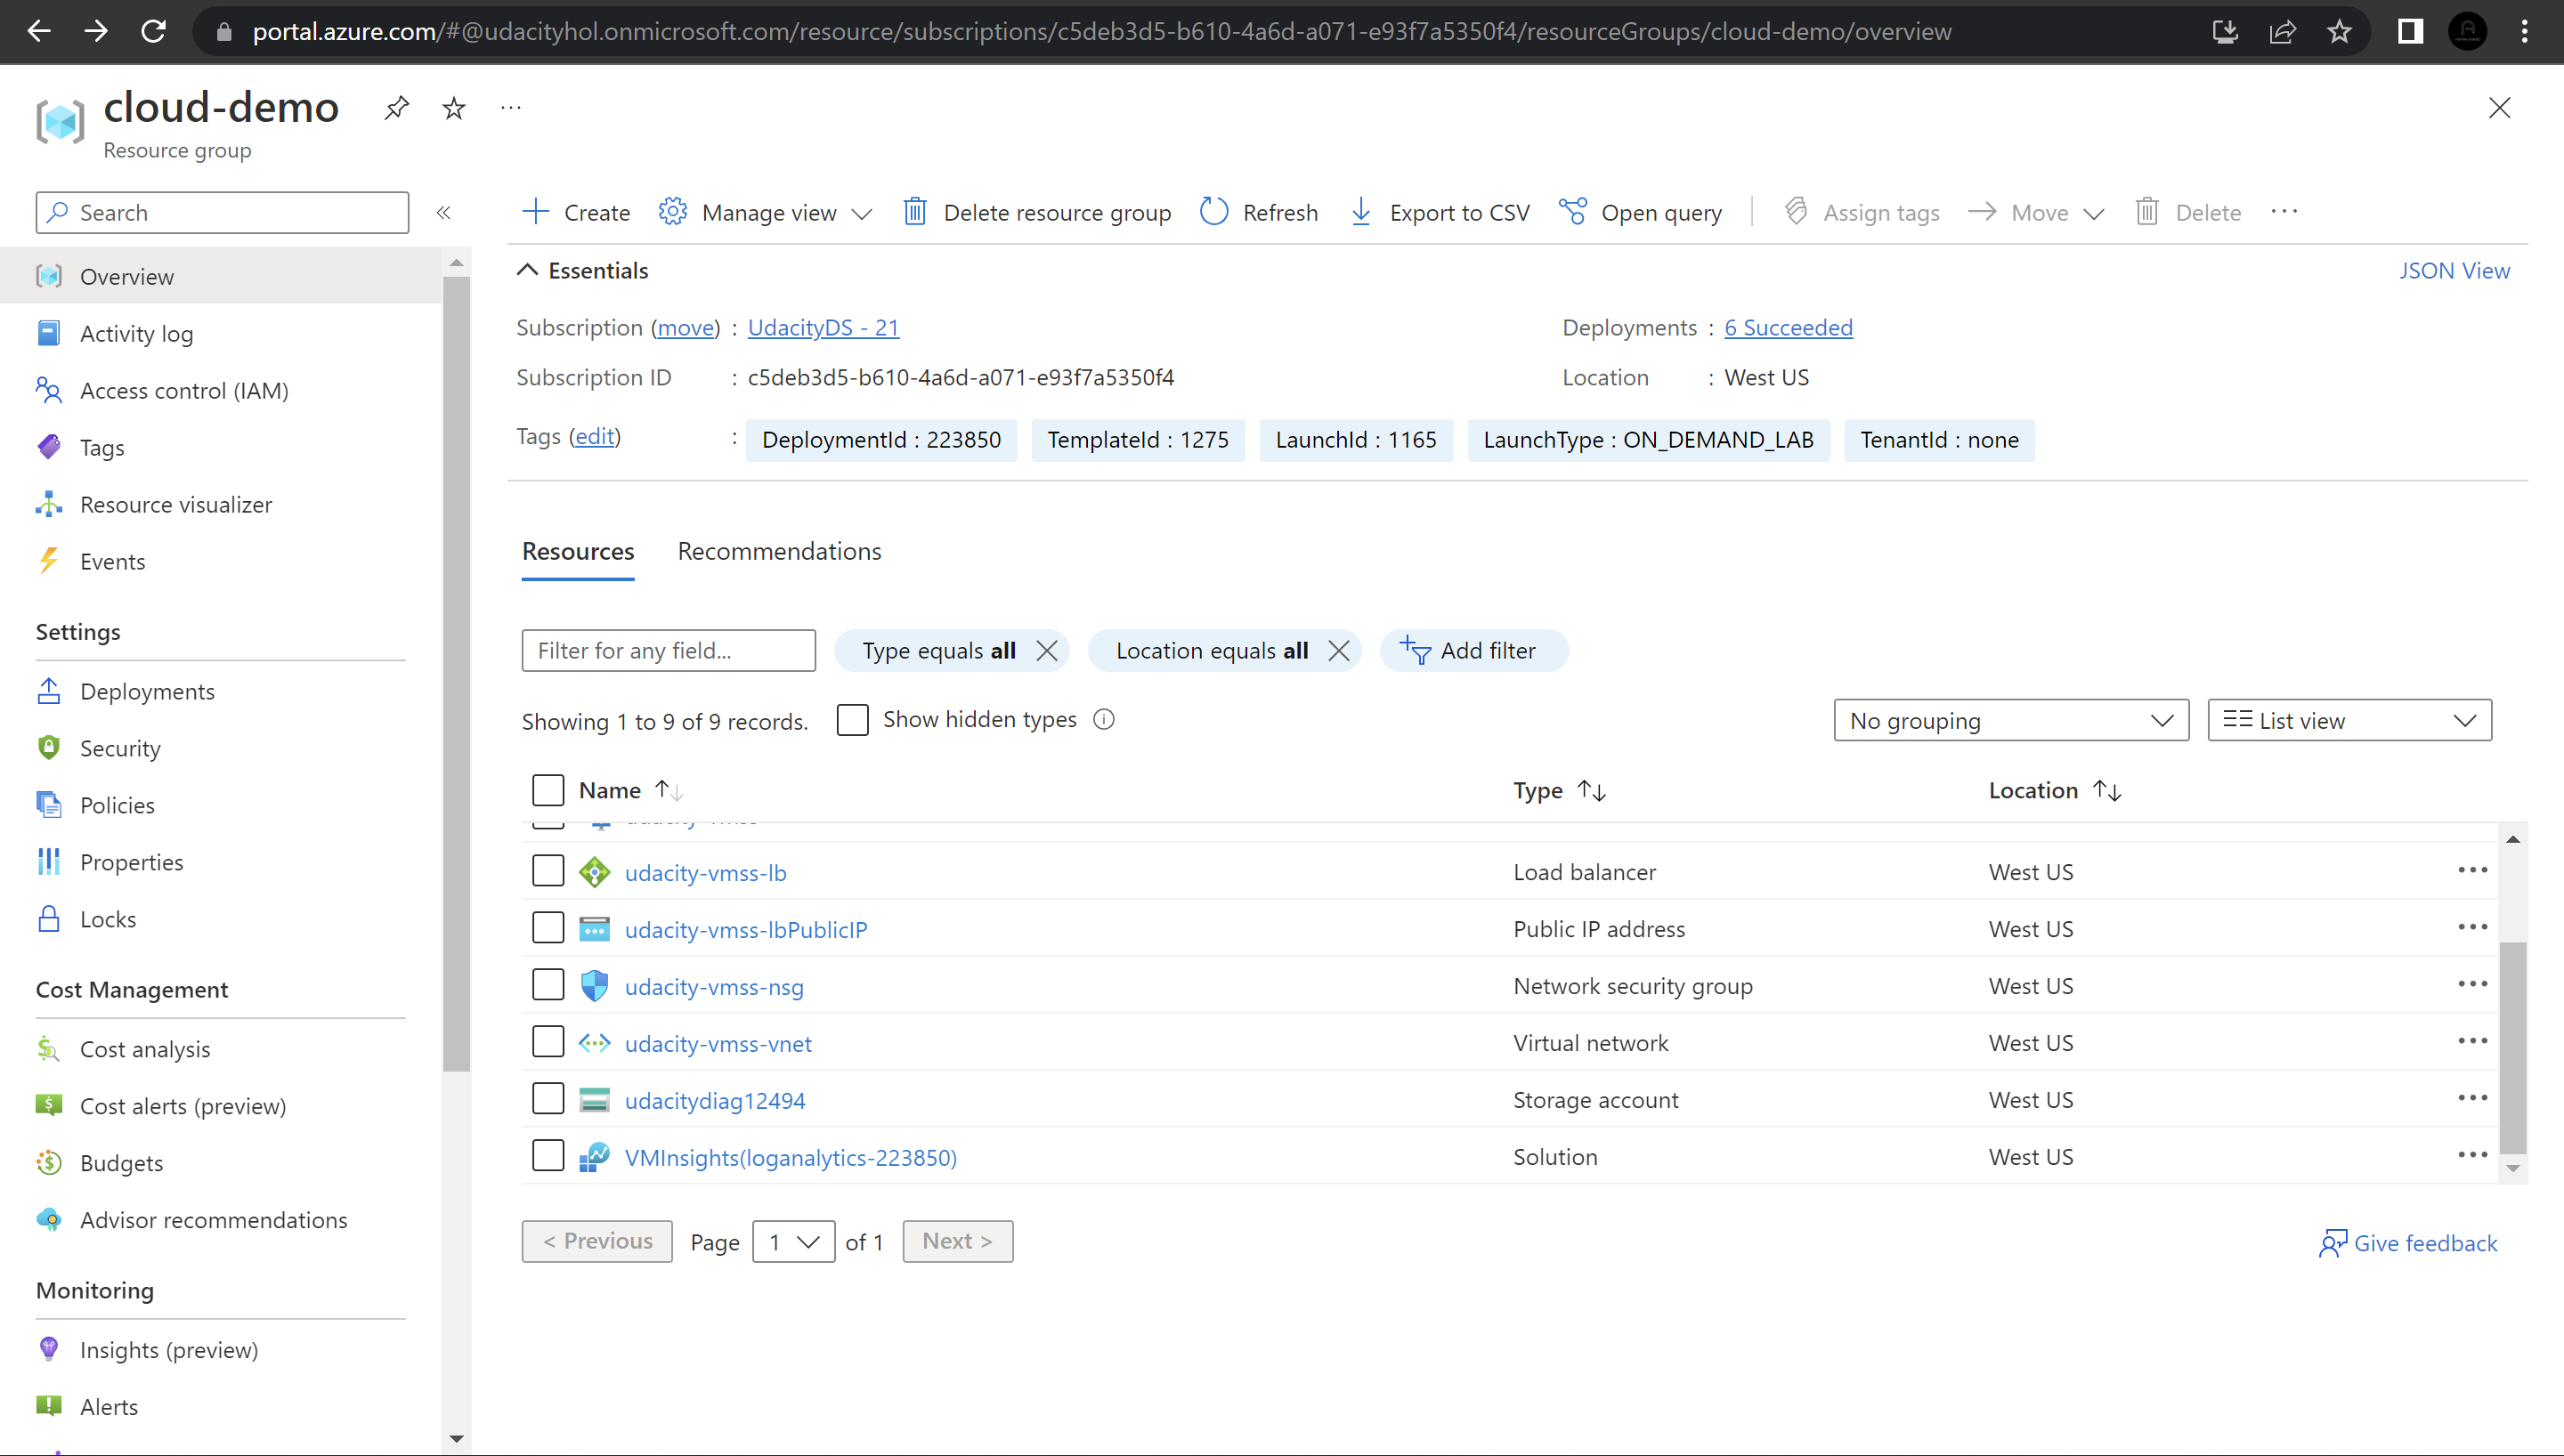 portal.azure.com/#@udacityhol.onmicrosoft.com/resource/subscriptions/c5deb3d5-b610-4a6d-a071-e93f7a5350f4/resourceGroups/cloud-demo/overview
cloud-demo
Resource group
Search
Create
Manage view
Delete resource group
Refresh
Export to CSV
Open query
Assign tags
Move
Delete
Overview
Activity log
Access control (IAM)
Tags
Resource visualizer
Events
Settings
Deployments
Security
Policies
Properties
Locks
Cost Management
Cost analysis
Cost alerts (preview)
Budgets
Advisor recommendations
Monitoring
Insights (preview)
Alerts
Essentials
JSON View
Subscription (move) : UdacityDS - 21
Deployments : 6 Succeeded
Subscription ID : c5deb3d5-b610-4a6d-a071-e93f7a5350f4
Location : West US
Tags (edit) : DeploymentId : 223850 TemplateId : 1275 LaunchId : 1165 LaunchType : ON_DEMAND_LAB TenantId : none
Resources Recommendations
Filter for any field... Type equals all Location equals all Add filter
Showing 1 to 9 of 9 records. Show hidden types No grouping List view
Name Type Location
udacity-vmss-lb Load balancer West US
udacity-vmss-lbPublicIP Public IP address West US
udacity-vmss-nsg Network security group West US
udacity-vmss-vnet Virtual network West US
udacitydiag12494 Storage account West US
VMInsights(loganalytics-223850) Solution West US
< Previous Page 1 of 1 Next >
Give feedback